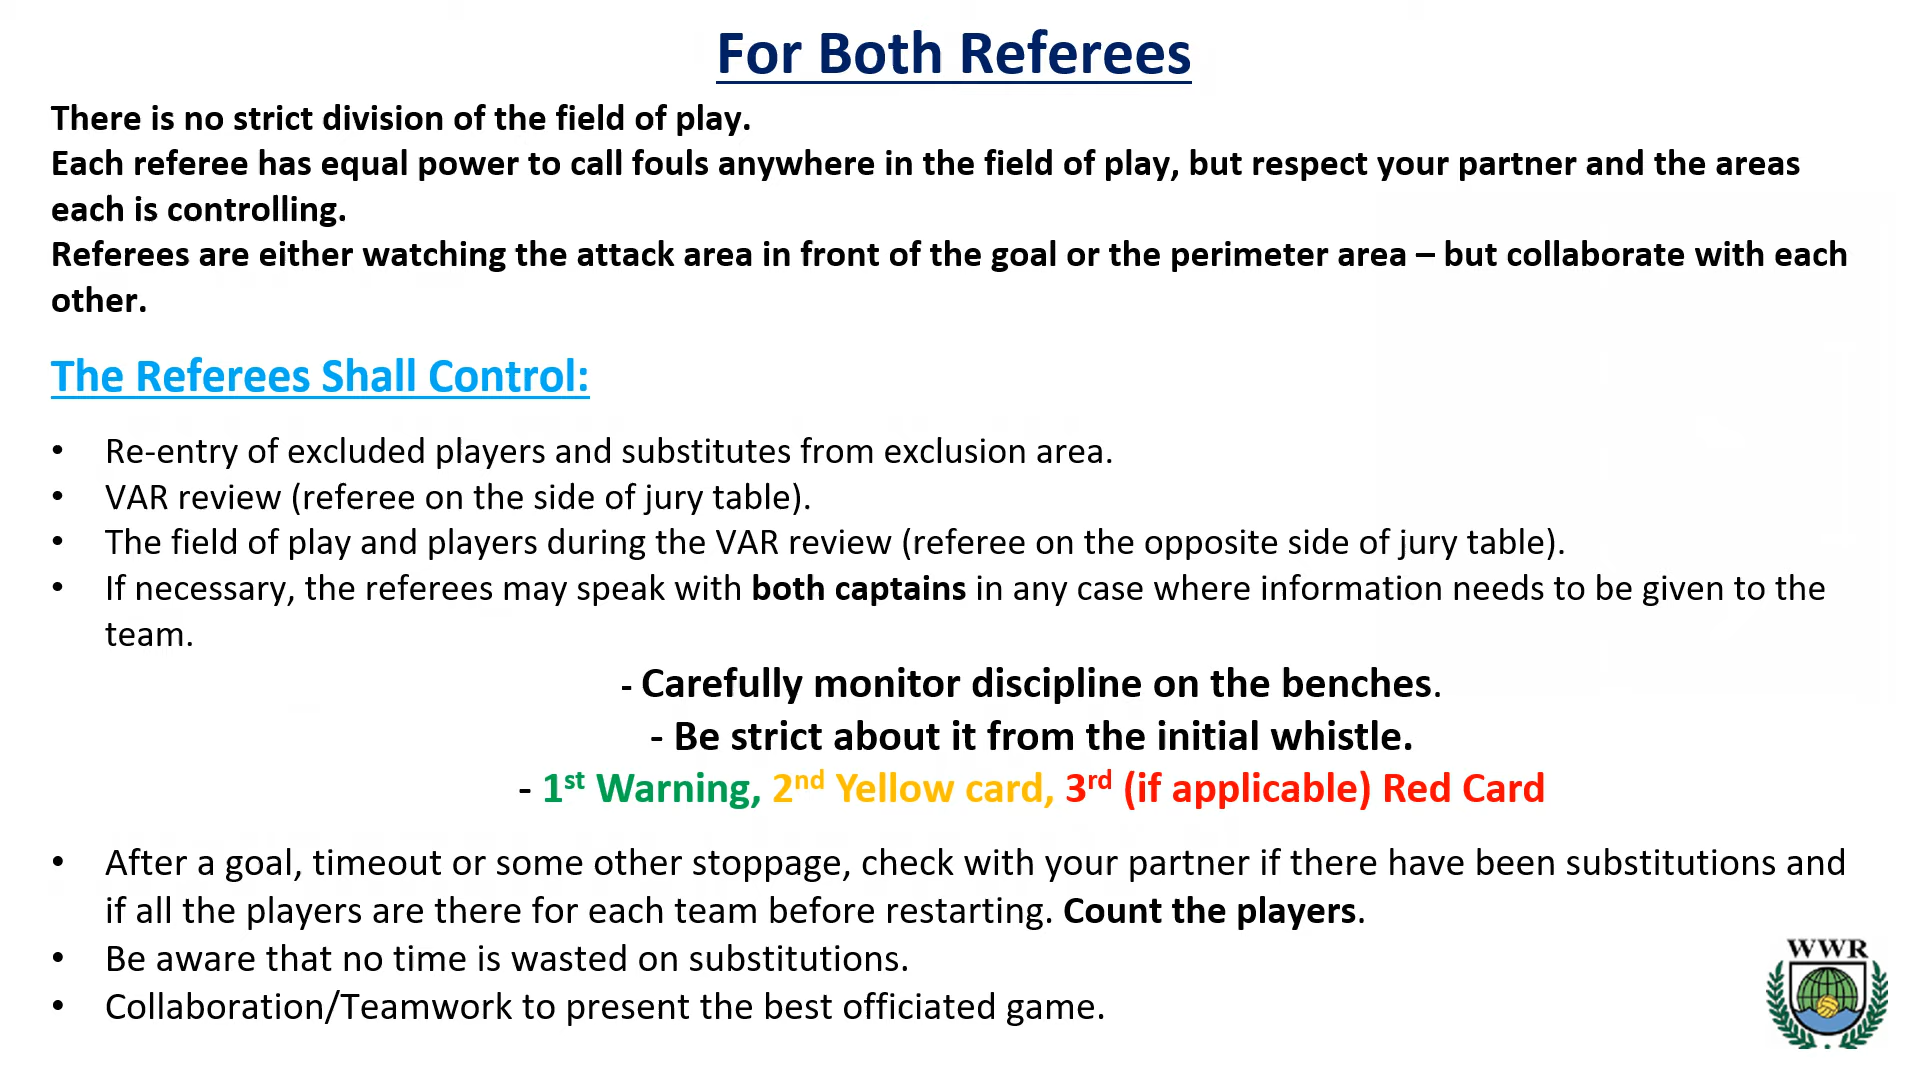 For Both Referees
There is no strict division of the field of play.
Each referee has equal power to call fouls anywhere in the field of play, but respect your partner and the areas
each is controlling.
Referees are either watching the attack area in front of the goal or the perimeter area – but collaborate with each
other.
The Referees Shall Control:
• Re-entry of excluded players and substitutes from exclusion area.
• VAR review (referee on the side of jury table).
• The field of play and players during the VAR review (referee on the opposite side of jury table).
• If necessary, the referees may speak with both captains in any case where information needs to be given to the
team.
- Carefully monitor discipline on the benches.
- Be strict about it from the initial whistle.
- 1st Warning, 2nd Yellow card, 3rd (if applicable) Red Card
• After a goal, timeout or some other stoppage, check with your partner if there have been substitutions and
if all the players are there for each team before restarting. Count the players.
• Be aware that no time is wasted on substitutions.
• Collaboration/Teamwork to present the best officiated game.
WWR